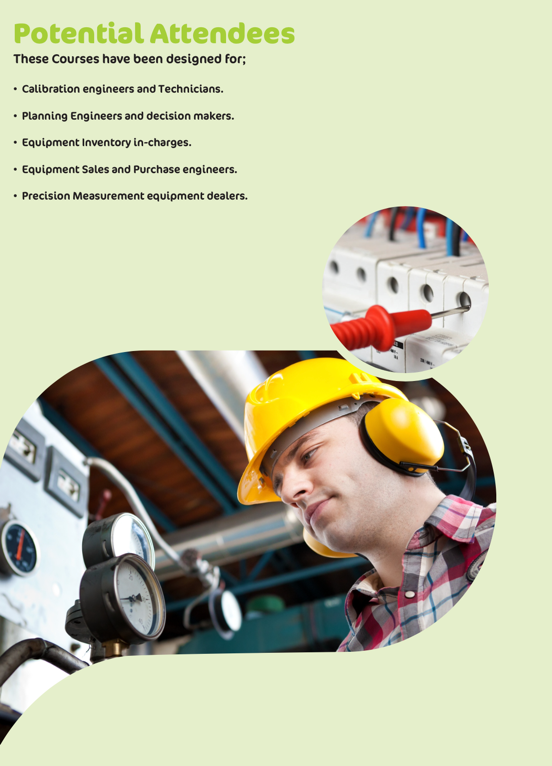 Potential Attendees
These Courses have been designed for;
• Calibration engineers and Technicians.
• Planning Engineers and decision makers.
• Equipment Inventory in-charges.
• Equipment Sales and Purchase engineers.
• Precision Measurement equipment dealers.